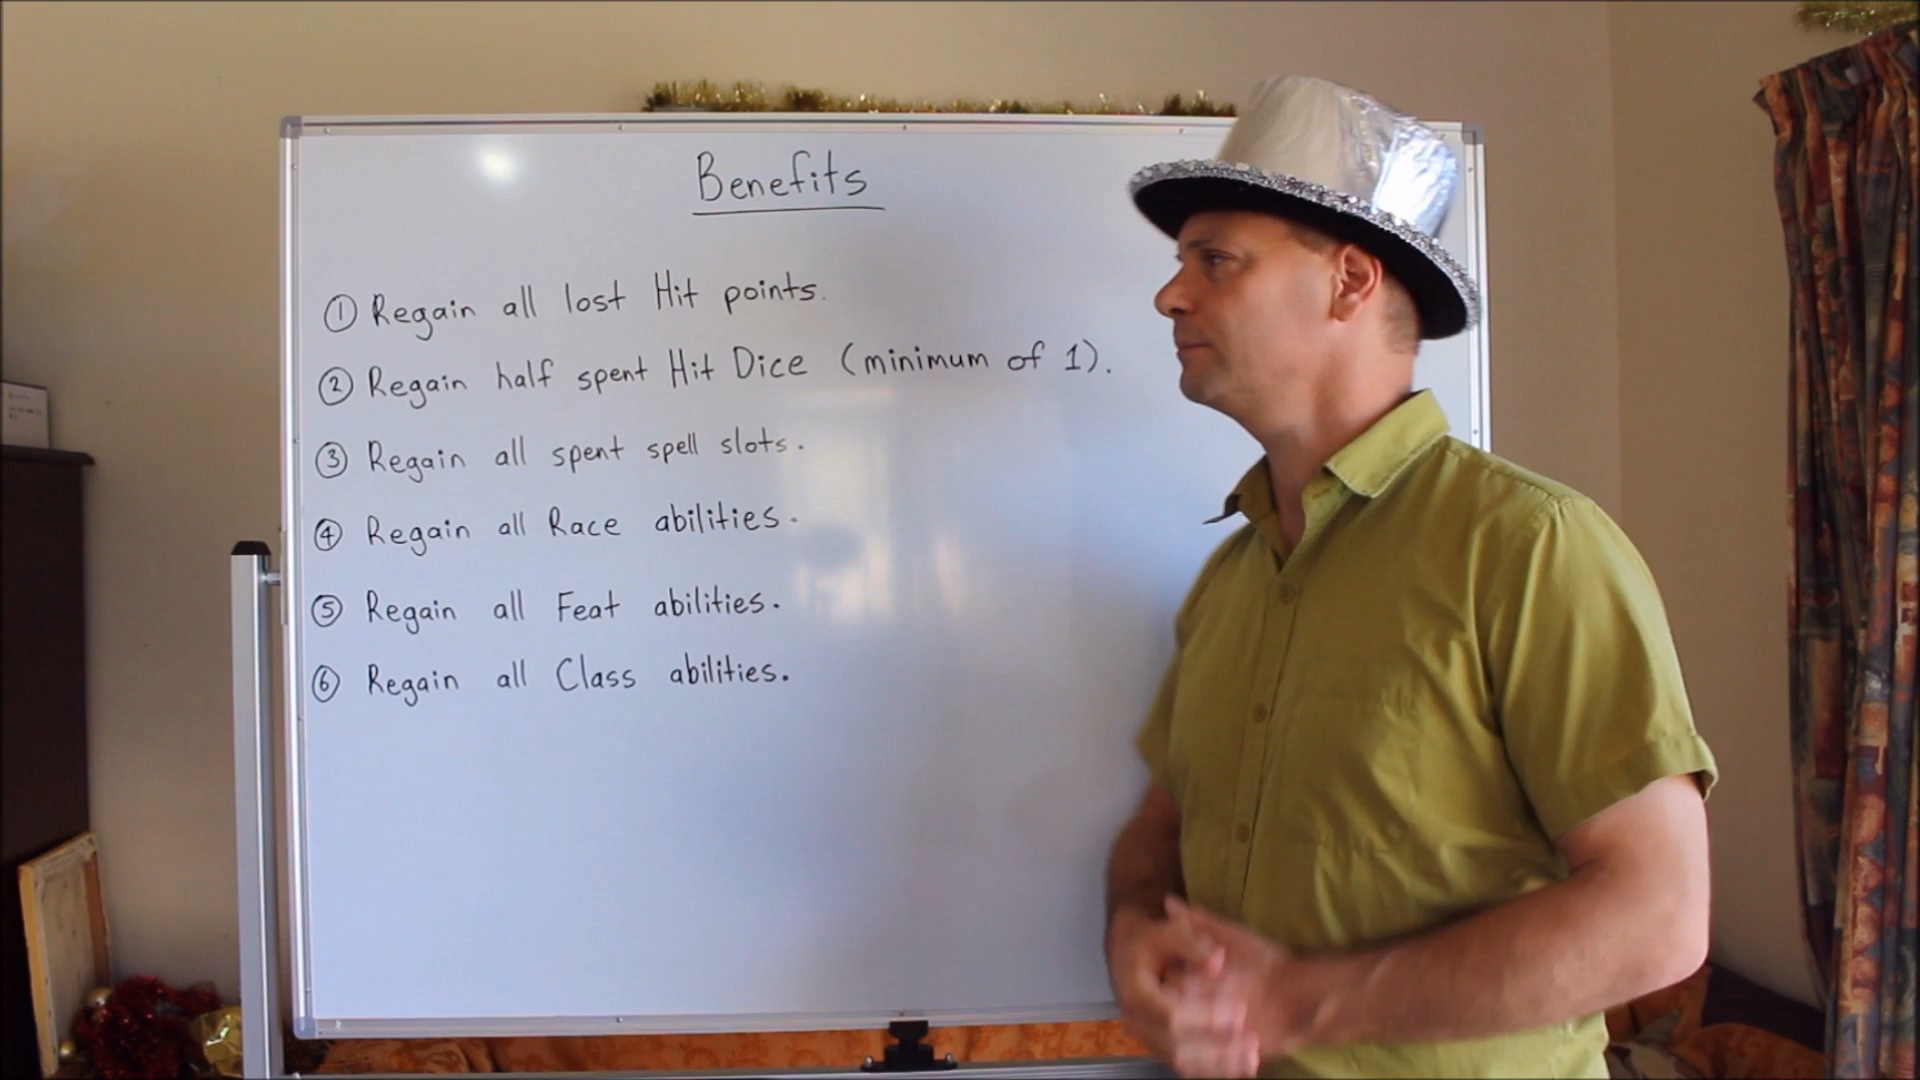 Benefits
① Regain all lost Hit points.
② Regain half spent Hit Dice (minimum of 1).
③ Regain all spent spell slots.
④ Regain all Race abilities.
⑤ Regain all Feat abilities.
⑥ Regain all Class abilities.